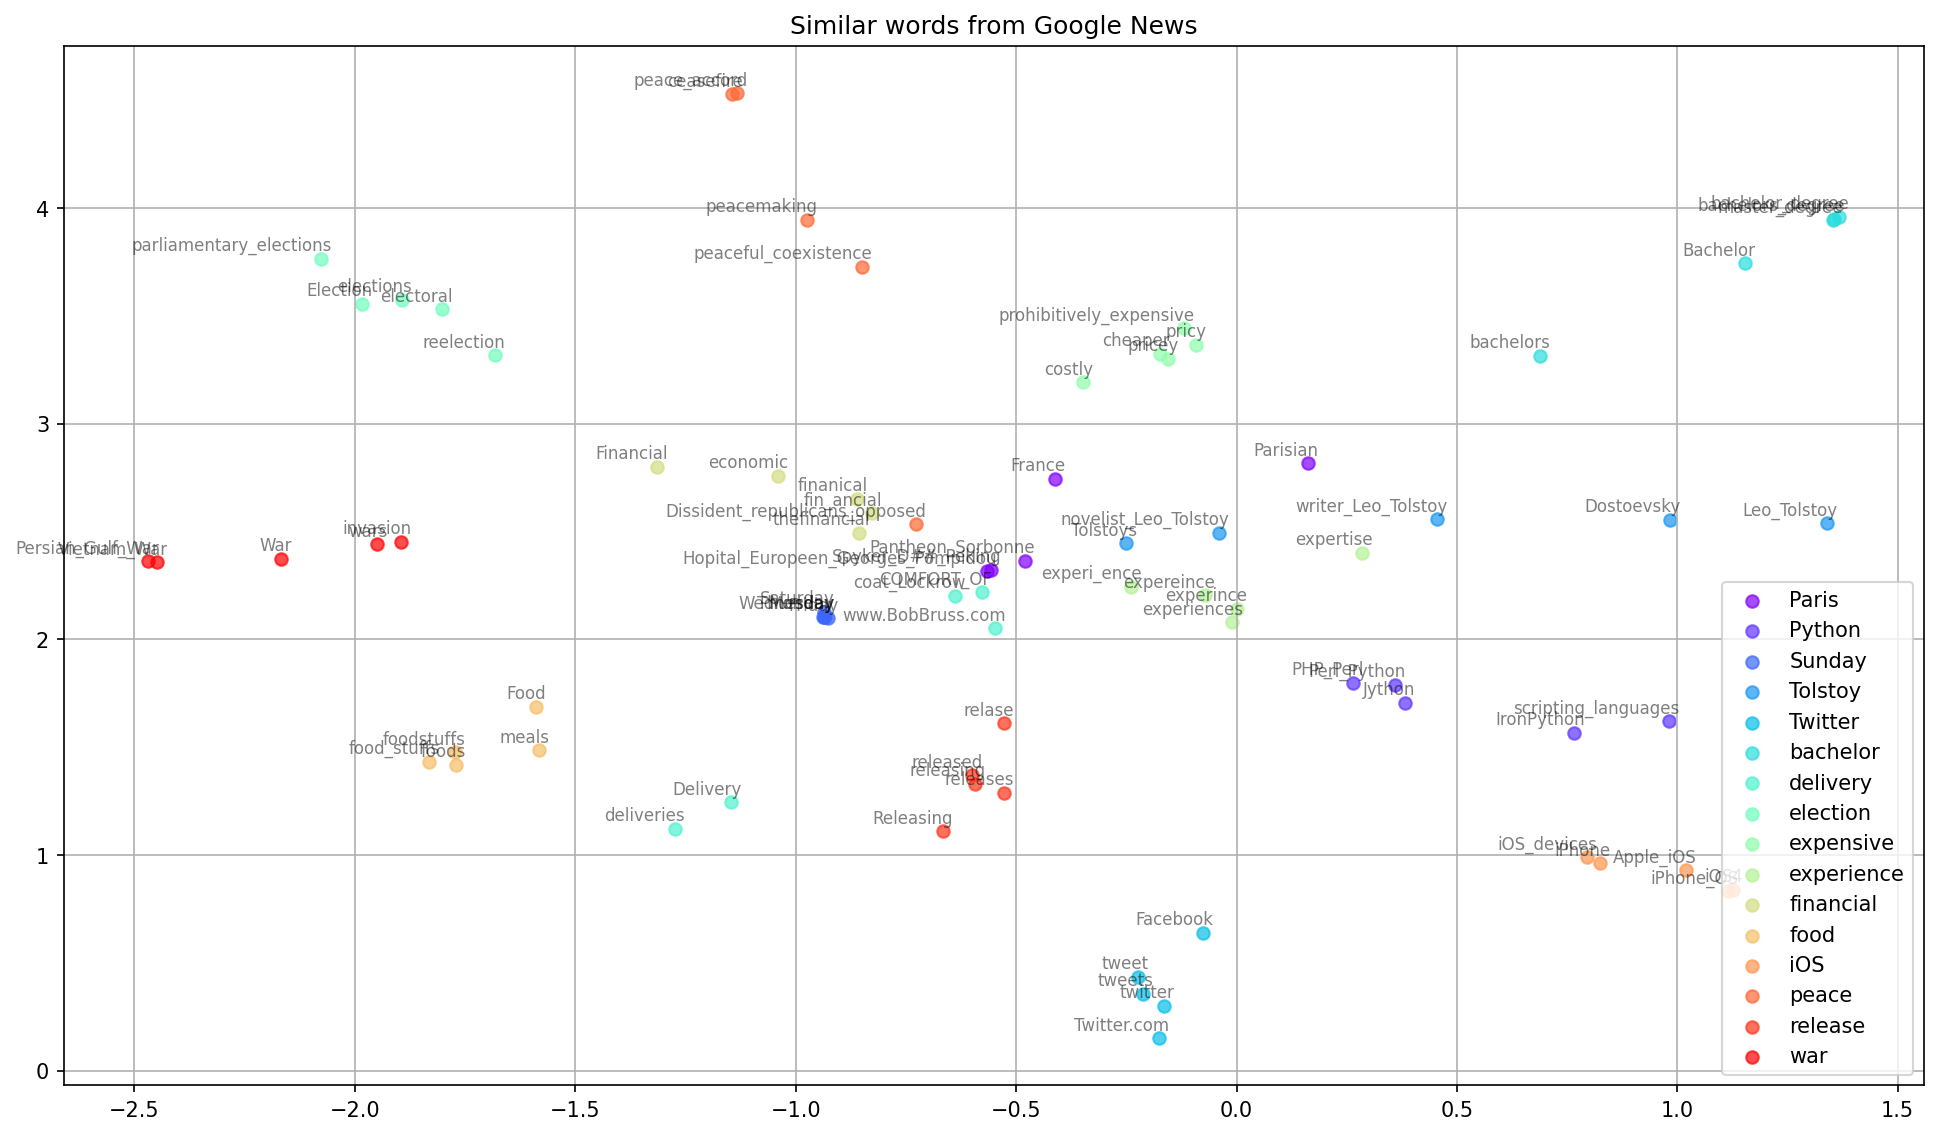 Similar words from Google News
peace_accord
ceasefire
peacemaking
peaceful_coexistence
parliamentary_elections
elections
Election
electoral
reelection
bachelor_degree
master_degree
Bachelor
bachelors
prohibitively_expensive
pricy
cheaper
pricey
costly
Financial
economic
finanical
fin_ancial
Dissident_republicans_opposed
thefinancial
France
Parisian
writer_Leo_Tolstoy
Dostoevsky
Leo_Tolstoy
novelist_Leo_Tolstoy
Tolstoys
expertise
invasion
wars
War
Persian_Gulf_War
Vietnam_War
Pantheon_Sorbonne
Hopital_Europeen_Georges_Pompidou
experi_ence
expereince
experince
experiences
coat_Lockrow
COMFORT_OF
www.BobBruss.com
Saturday
PHP_Perl
Perl_Python
Jython
scripting_languages
IronPython
Food
foodstuffs
food_stuffs
foods
meals
relase
released
releasing
releases
Releasing
Delivery
deliveries
iOS_devices
iPhone
Apple_iOS
iPhone_OS
iOS4
Facebook
tweet
tweets
twitter
Twitter.com
Paris
Python
Sunday
Tolstoy
Twitter
bachelor
delivery
election
expensive
experience
financial
food
iOS
peace
release
war
4
3
2
1
0
−2.5
−2.0
−1.5
−1.0
−0.5
0.0
0.5
1.0
1.5